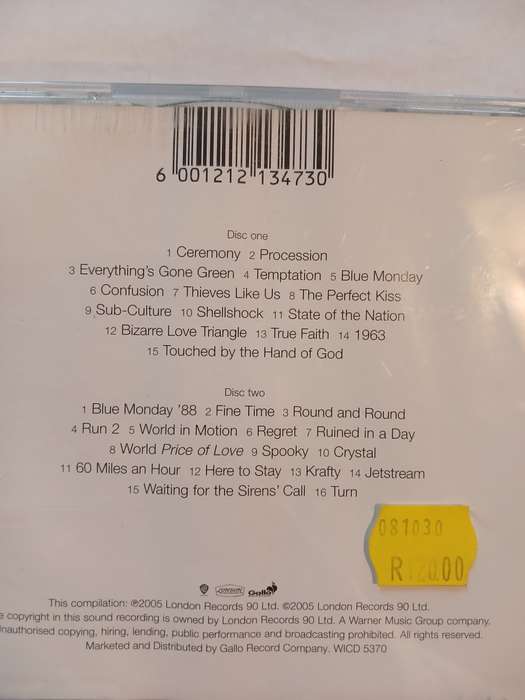 6 001212 134730
Disc one
1 Ceremony 2 Procession
3 Everything's Gone Green 4 Temptation 5 Blue Monday
6 Confusion 7 Thieves Like Us 8 The Perfect Kiss
9 Sub-Culture 10 Shellshock 11 State of the Nation
12 Bizarre Love Triangle 13 True Faith 14 1963
15 Touched by the Hand of God
Disc two
1 Blue Monday '88 2 Fine Time 3 Round and Round
4 Run 2 5 World in Motion 6 Regret 7 Ruined in a Day
8 World Price of Love 9 Spooky 10 Crystal
11 60 Miles an Hour 12 Here to Stay 13 Krafty 14 Jetstream
15 Waiting for the Sirens' Call 16 Turn
081030
R120.00
Gallo
This compilation: ℗2005 London Records 90 Ltd. ©2005 London Records 90 Ltd.
copyright in this sound recording is owned by London Records 90 Ltd. A Warner Music Group company.
nauthorised copying, hiring, lending, public performance and broadcasting prohibited. All rights reserved.
Marketed and Distributed by Gallo Record Company. WICD 5370